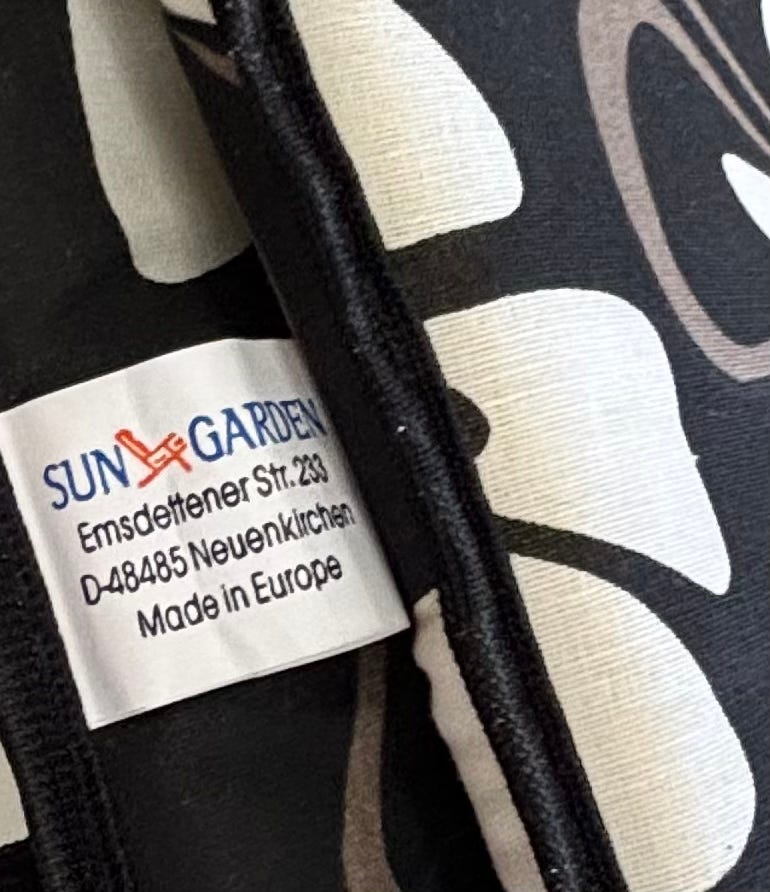 SUN GARDEN
Emsdettener Str. 233
D-48485 Neuenkirchen
Made in Europe